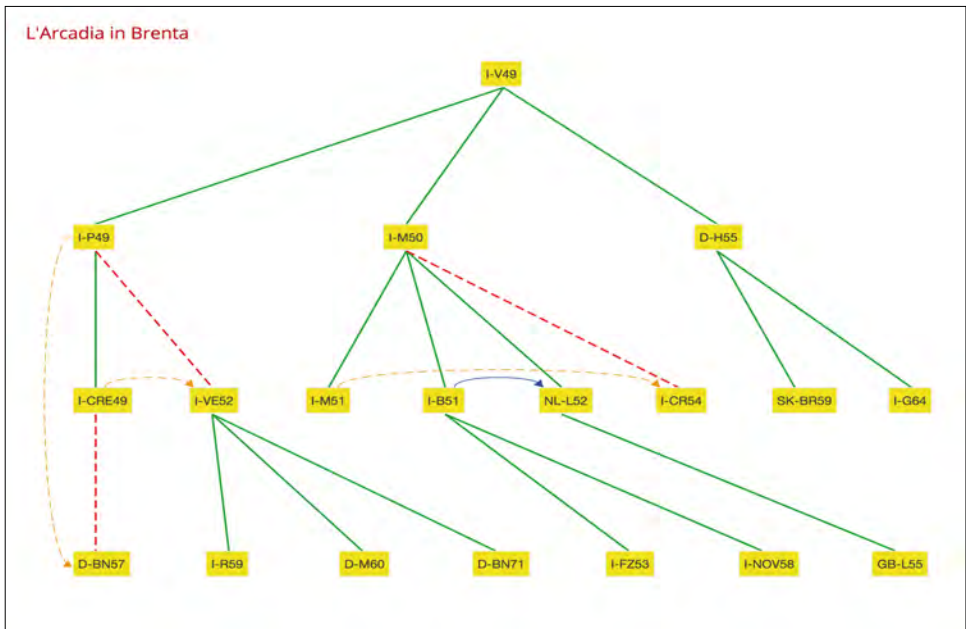 L'Arcadia in Brenta
I-V49
I-P49 I-M50 D-H55
I-CRE49 I-VE52 I-M51 I-B51 NL-L52 I-CR54 SK-BR59 I-G64
D-BN57 I-R59 D-M60 D-BN71 I-FZ53 I-NOV58 GB-L55